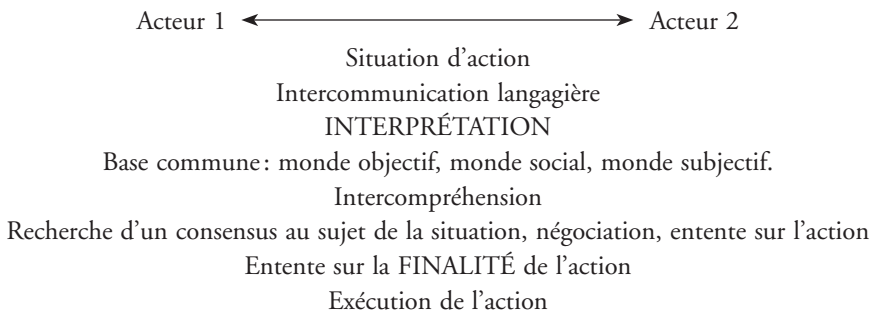 Acteur 1 Acteur 2
Situation d’action
Intercommunication langagière
INTERPRÉTATION
Base commune : monde objectif, monde social, monde subjectif.
Intercompréhension
Recherche d’un consensus au sujet de la situation, négociation, entente sur l’action
Entente sur la FINALITÉ de l’action
Exécution de l’action